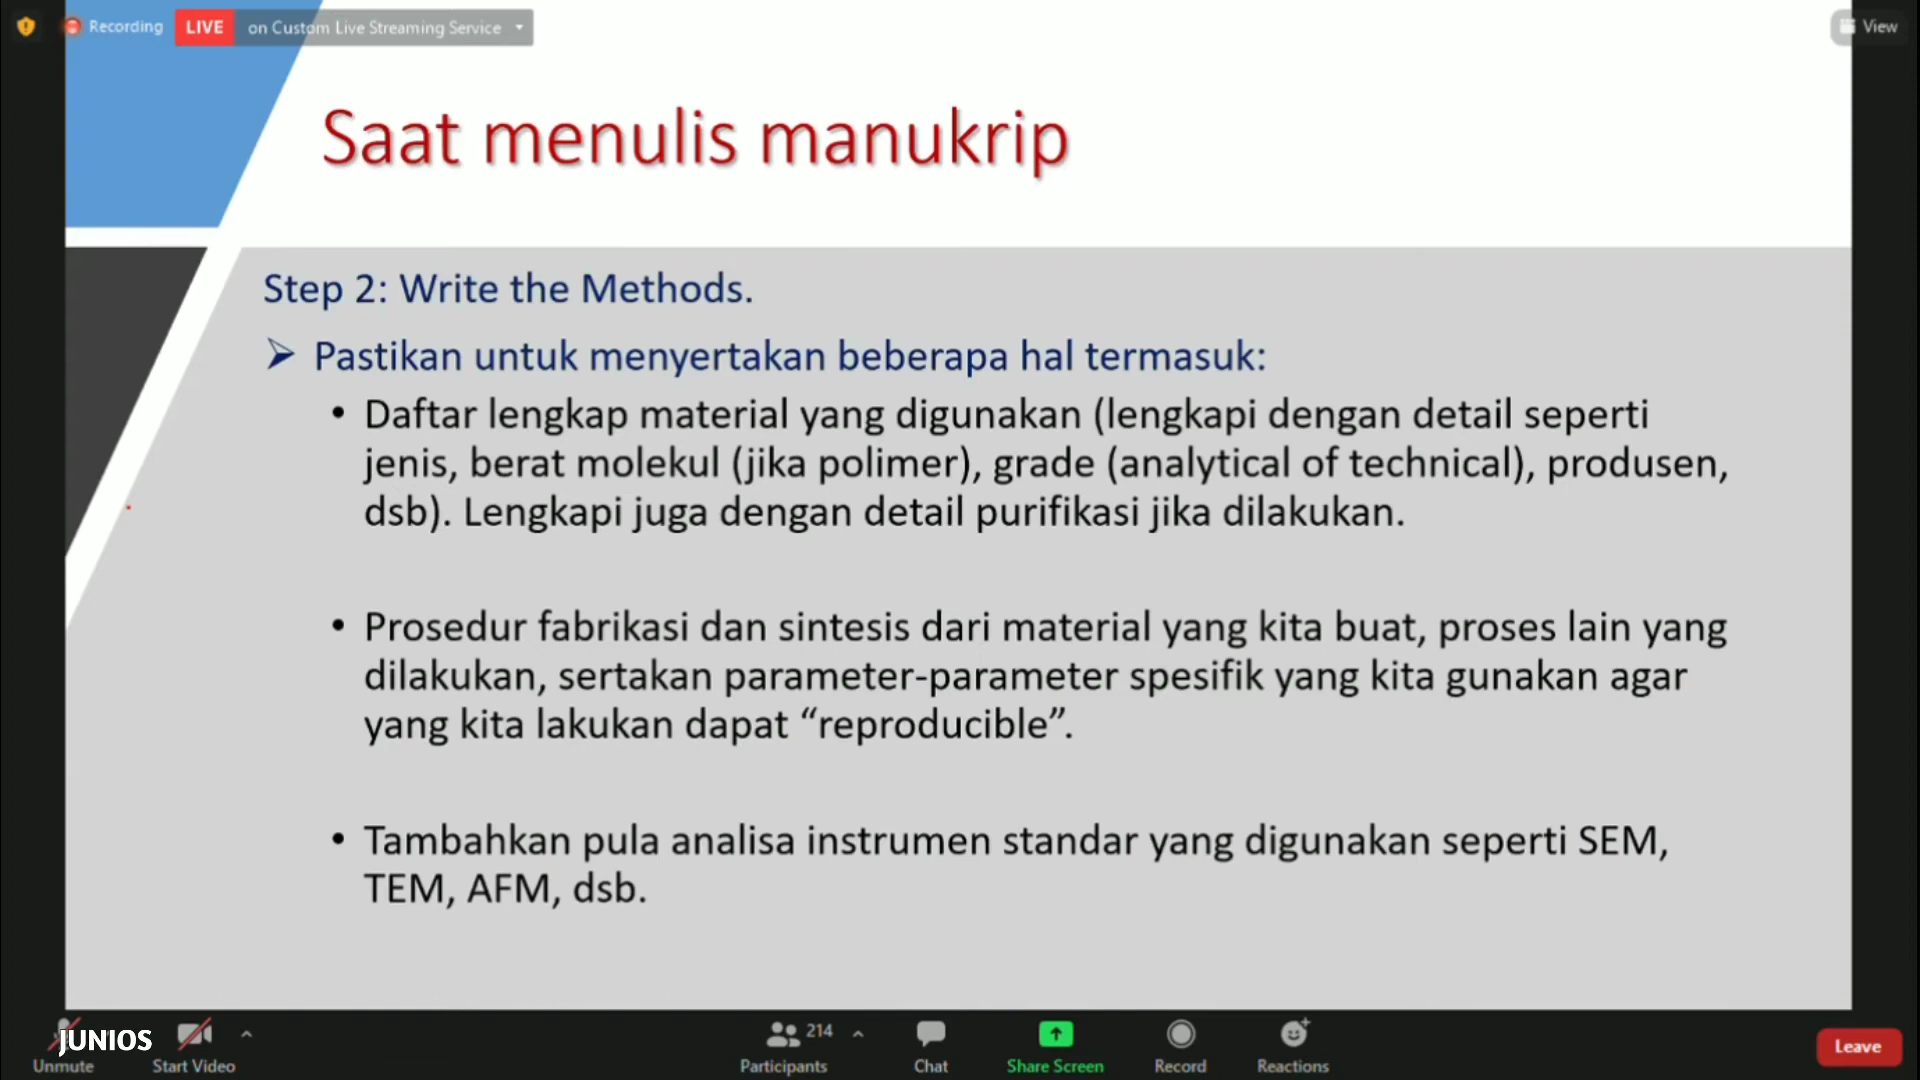 Recording LIVE on Custom Live Streaming Service View
Saat menulis manukrip
Step 2: Write the Methods.
Pastikan untuk menyertakan beberapa hal termasuk:
• Daftar lengkap material yang digunakan (lengkapi dengan detail seperti
jenis, berat molekul (jika polimer), grade (analytical of technical), produsen,
dsb). Lengkapi juga dengan detail purifikasi jika dilakukan.
• Prosedur fabrikasi dan sintesis dari material yang kita buat, proses lain yang
dilakukan, sertakan parameter-parameter spesifik yang kita gunakan agar
yang kita lakukan dapat “reproducible”.
• Tambahkan pula analisa instrumen standar yang digunakan seperti SEM,
TEM, AFM, dsb.
JUNIOS 214
Unmute Start Video Participants Chat Share Screen Record Reactions Leave